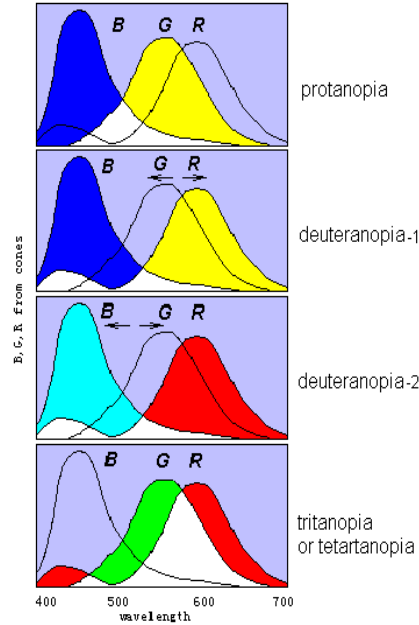 B G R
protanopia
B G R
deuteranopia-1
B G R
deuteranopia-2
B G R
tritanopia
or tetartanopia
B,G,R from cones
400 500 600 700
wavelength